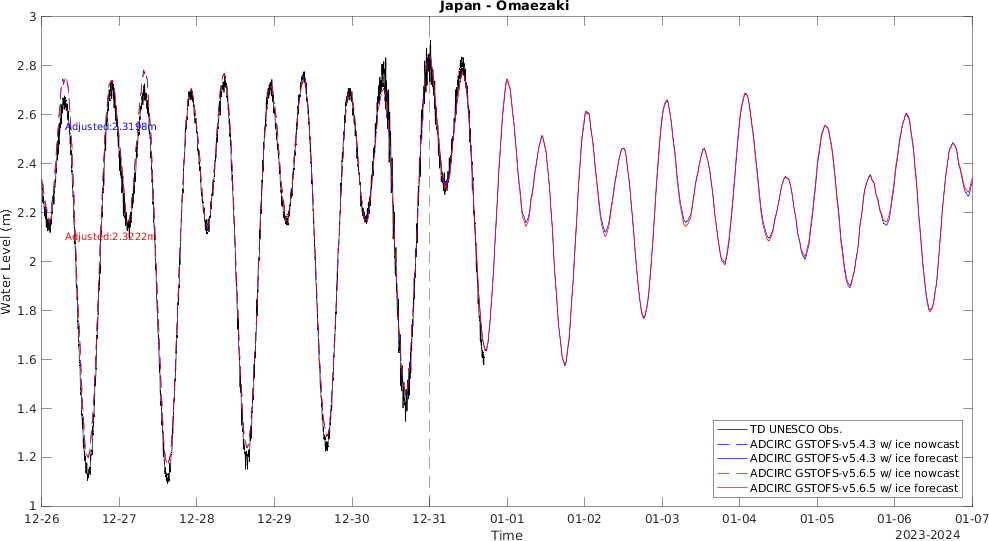 Japan - Omaezaki
3
2.8
2.6
2.4
2.2
2
1.8
1.6
1.4
1.2
1
Water Level (m)
Adjusted:2.3198m
Adjusted:2.3222m
TD UNESCO Obs.
ADCIRC GSTOFS-v5.4.3 w/ ice nowcast
ADCIRC GSTOFS-v5.4.3 w/ ice forecast
ADCIRC GSTOFS-v5.6.5 w/ ice nowcast
ADCIRC GSTOFS-v5.6.5 w/ ice forecast
12-26 12-27 12-28 12-29 12-30 12-31 01-01 01-02 01-03 01-04 01-05 01-06 01-07
Time
2023-2024